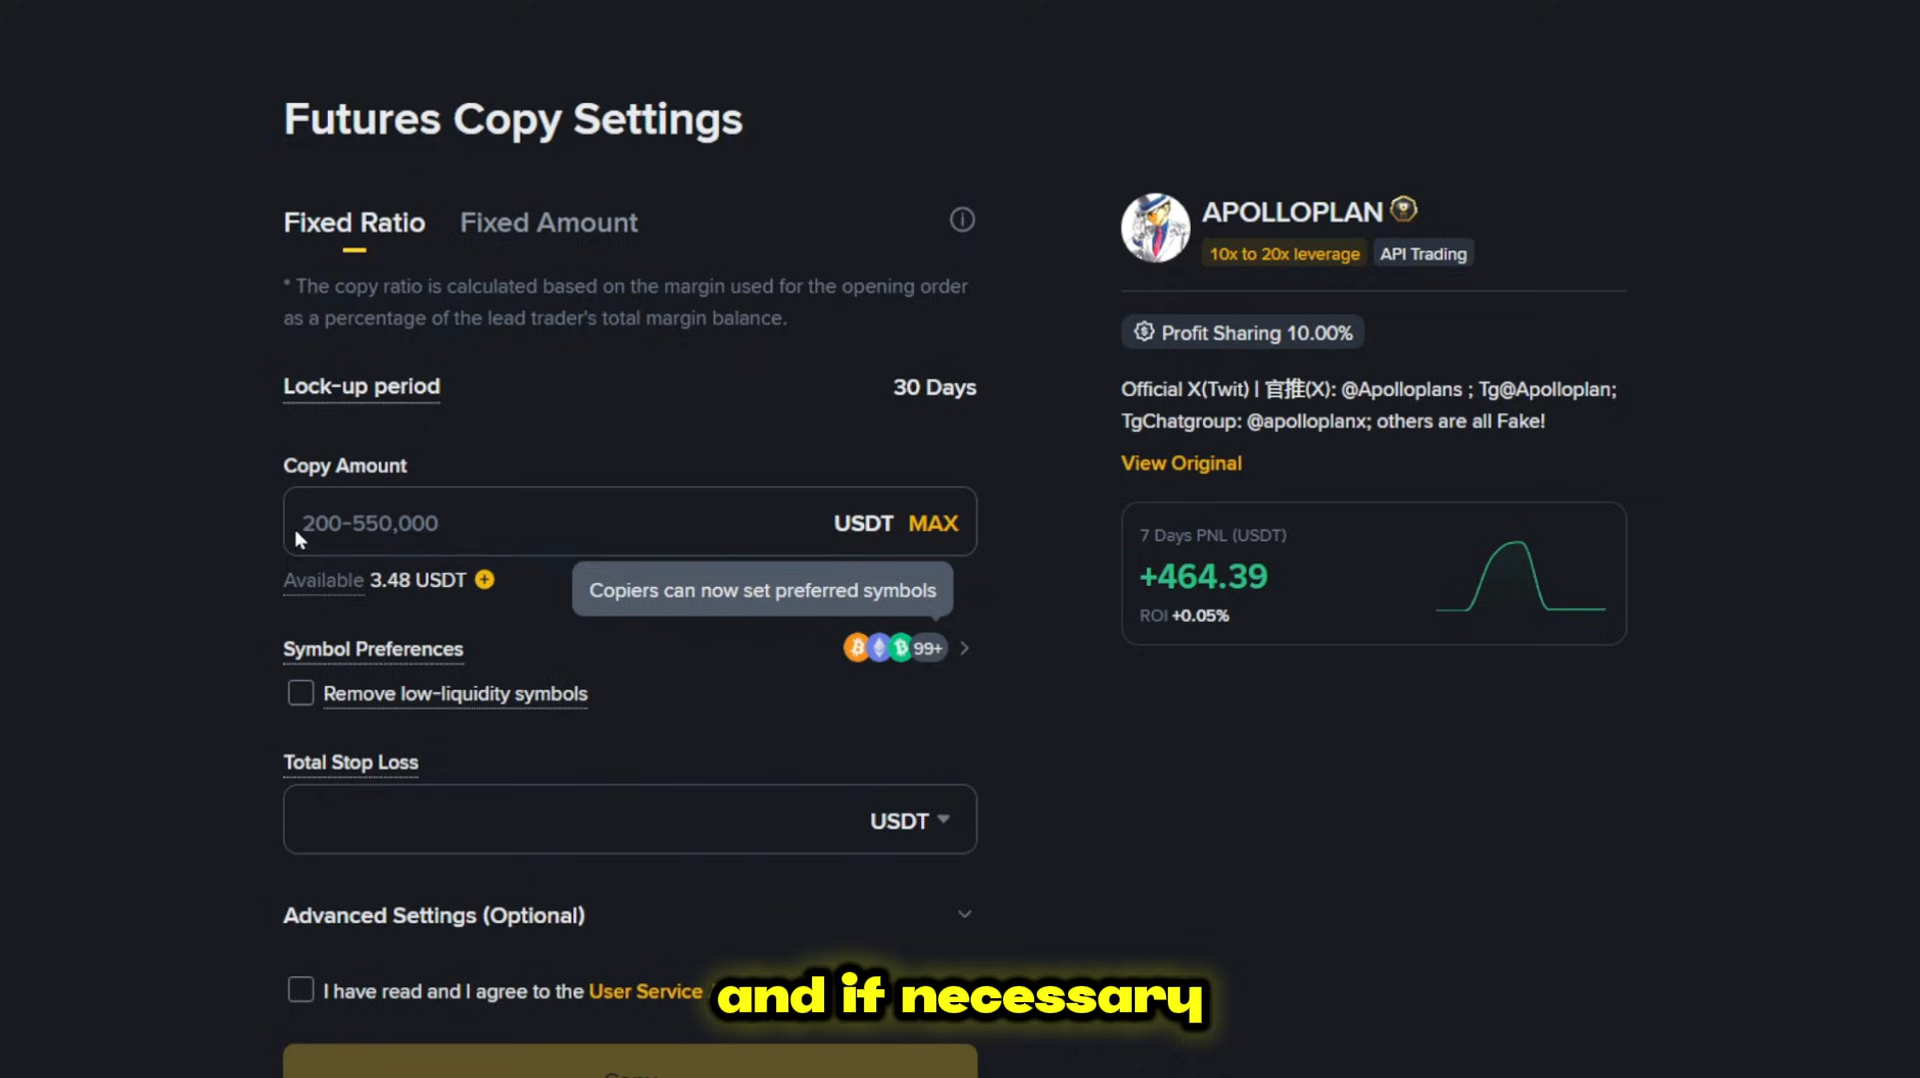 Futures Copy Settings
Fixed Ratio Fixed Amount
* The copy ratio is calculated based on the margin used for the opening order
as a percentage of the lead trader's total margin balance.
Lock-up period 30 Days
Copy Amount
200-550,000 USDT MAX
Available 3.48 USDT
Copiers can now set preferred symbols
Symbol Preferences 99+
Remove low-liquidity symbols
Total Stop Loss
USDT
Advanced Settings (Optional)
I have read and I agree to the User Service
and if necessary
APOLLOPLAN
10x to 20x leverage API Trading
Profit Sharing 10.00%
Official X(Twit) | 官推(X): @Apolloplans ; Tg@Apolloplan;
TgChatgroup: @apolloplanx; others are all Fake!
View Original
7 Days PNL (USDT)
+464.39
ROI +0.05%